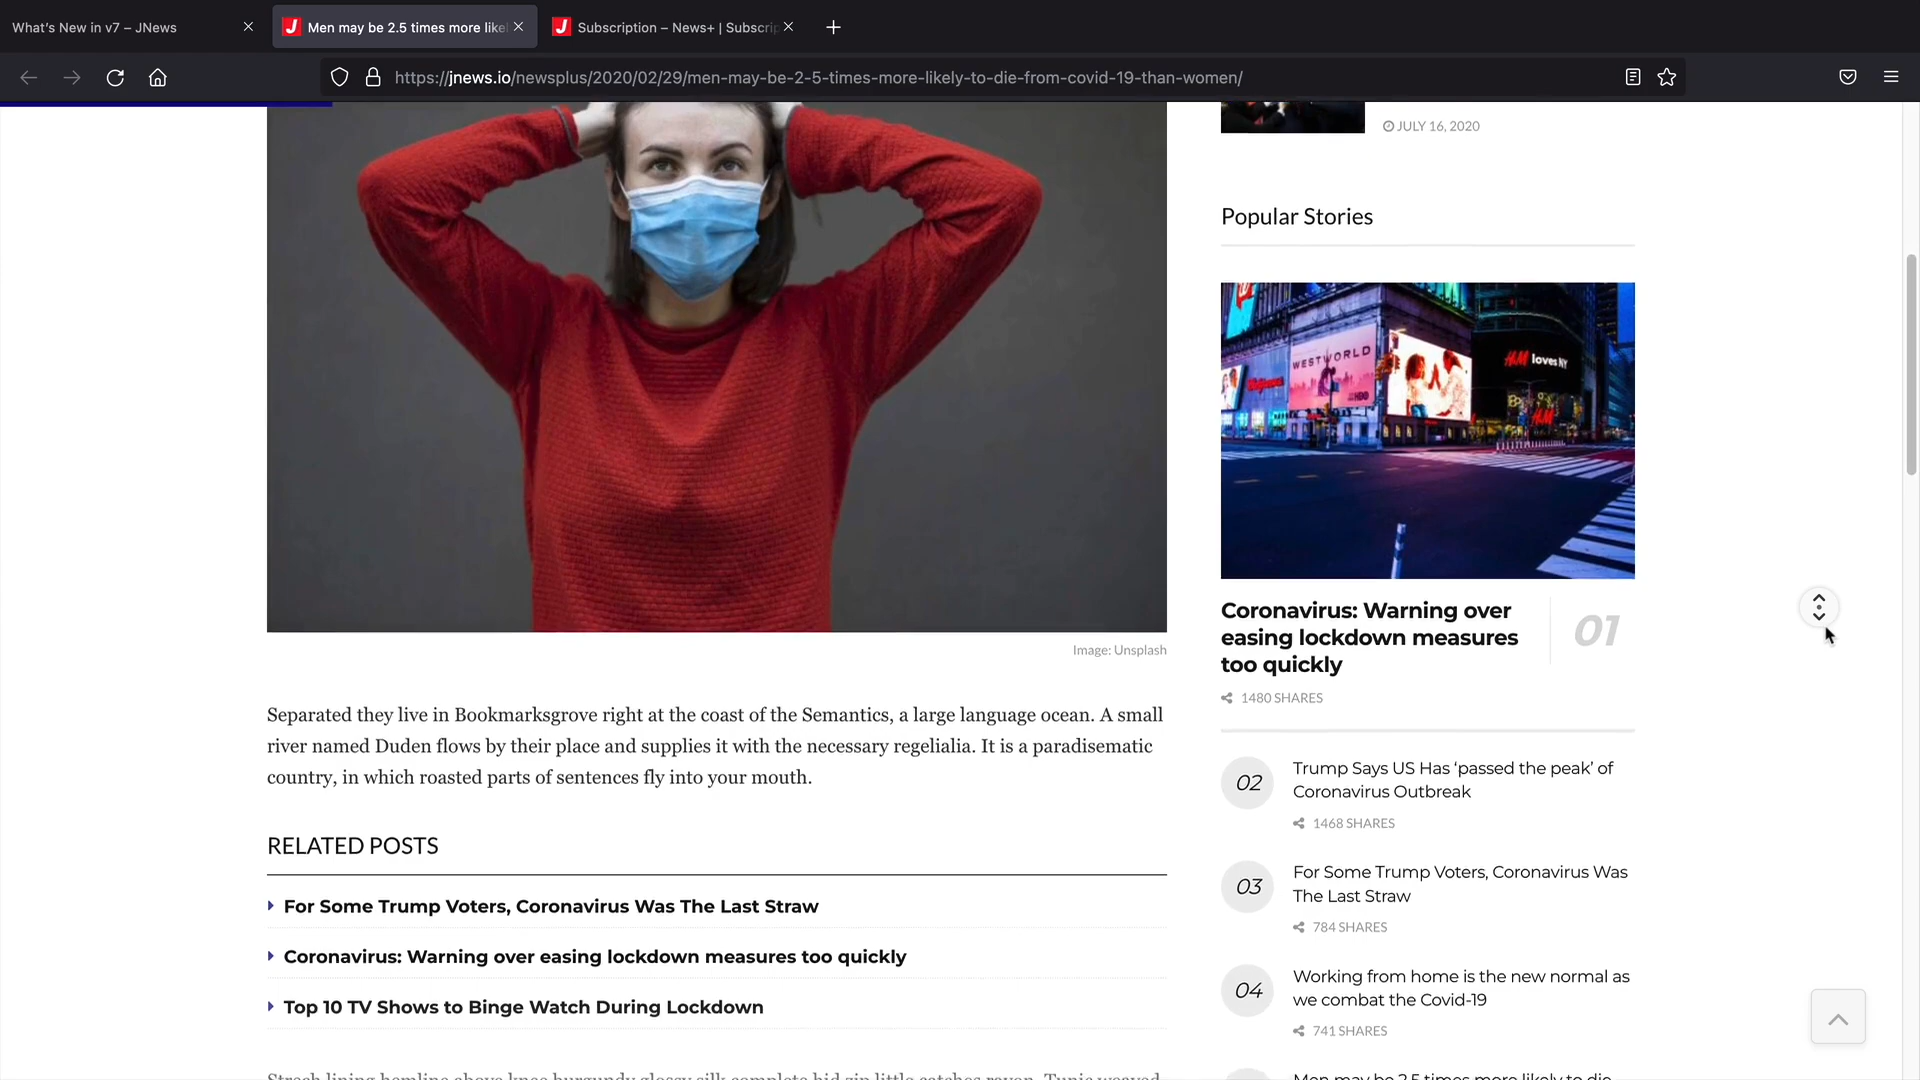 What's New in v7 – JNews
Men may be 2.5 times more like
Subscription – News+ | Subscrip
https://jnews.io/newsplus/2020/02/29/men-may-be-2-5-times-more-likely-to-die-from-covid-19-than-women/
JULY 16, 2020
Popular Stories
WESTWORLD
HBO
Walgreens
H&M loves NY
H&M
Coronavirus: Warning over
easing lockdown measures
too quickly
01
1480 SHARES
Image: Unsplash
Separated they live in Bookmarksgrove right at the coast of the Semantics, a large language ocean. A small
river named Duden flows by their place and supplies it with the necessary regelialia. It is a paradisematic
country, in which roasted parts of sentences fly into your mouth.
RELATED POSTS
For Some Trump Voters, Coronavirus Was The Last Straw
Coronavirus: Warning over easing lockdown measures too quickly
Top 10 TV Shows to Binge Watch During Lockdown
02
Trump Says US Has ‘passed the peak’ of
Coronavirus Outbreak
1468 SHARES
03
For Some Trump Voters, Coronavirus Was
The Last Straw
784 SHARES
04
Working from home is the new normal as
we combat the Covid-19
741 SHARES
Men may be 2.5 times more likely to die